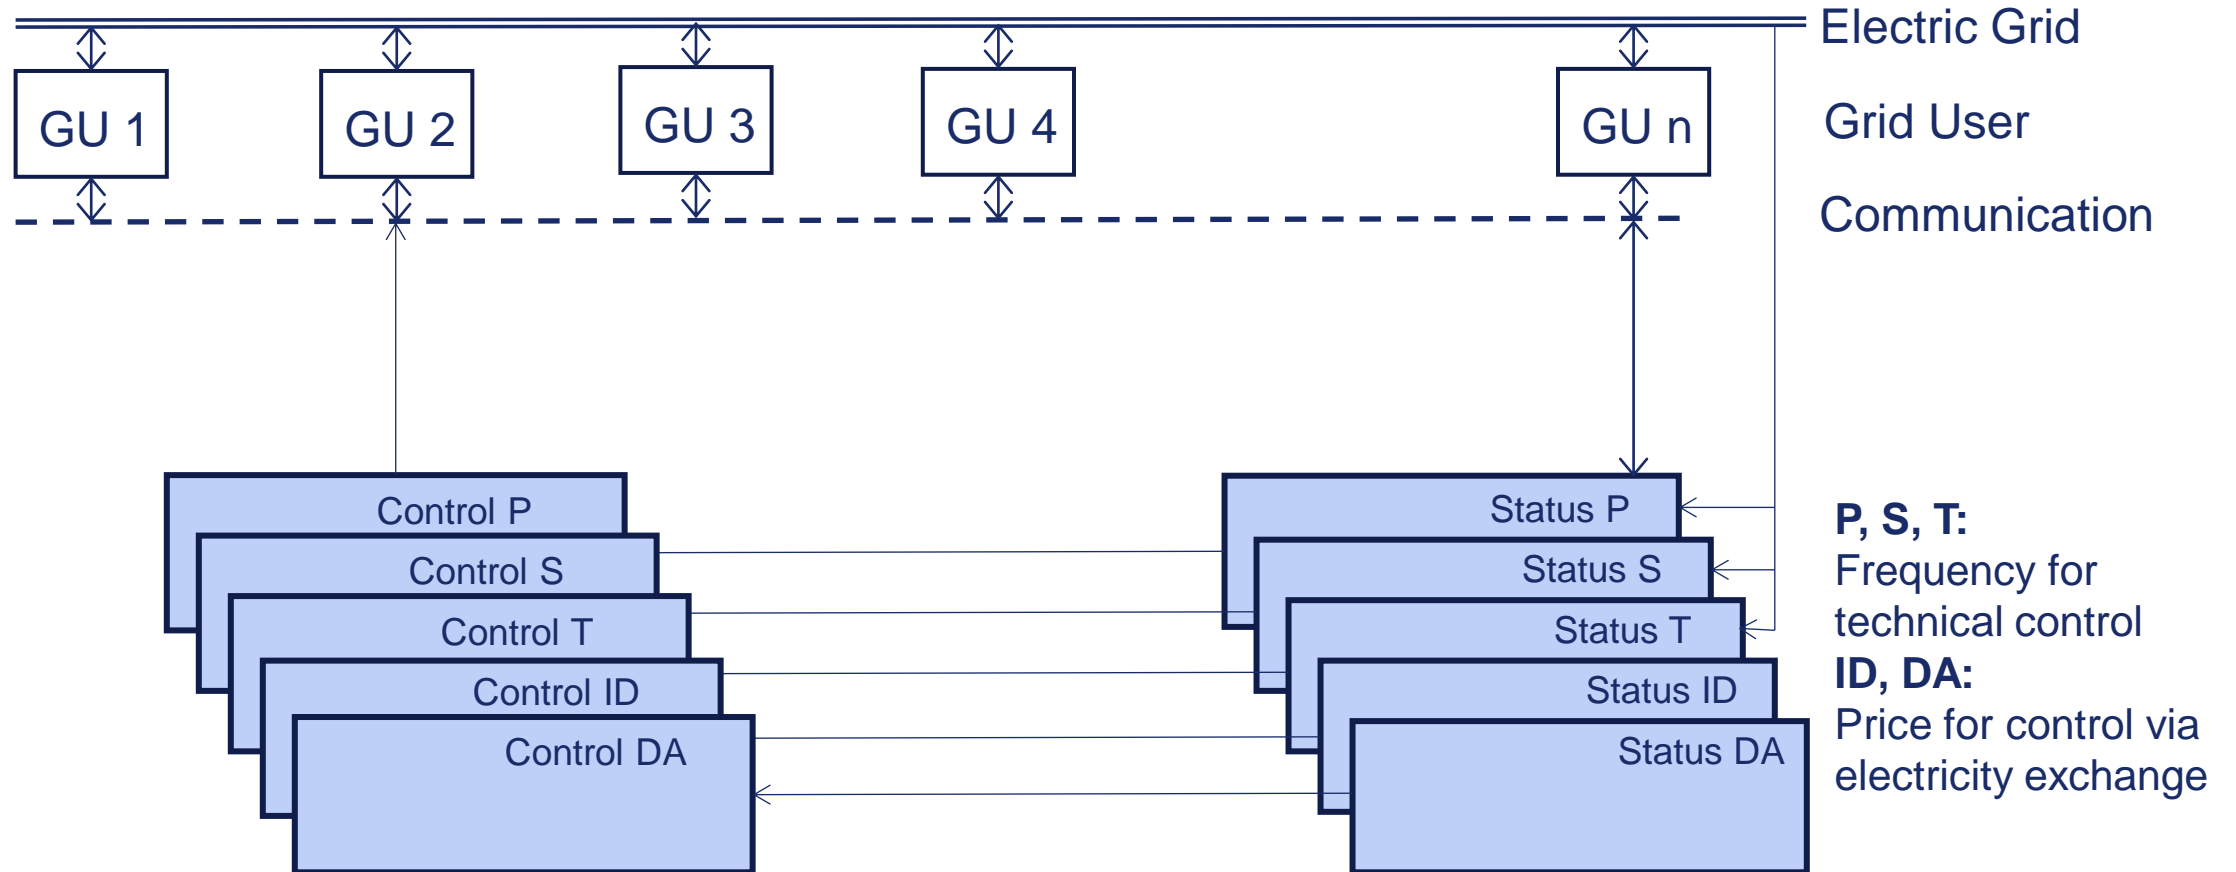 Electric Grid
GU 1
GU 2
GU 3
GU 4
GU n
Grid User
Communication
Control P
Control S
Control T
Control ID
Control DA
Status P
Status S
Status T
Status ID
Status DA
P, S, T:
Frequency for
technical control
ID, DA:
Price for control via
electricity exchange